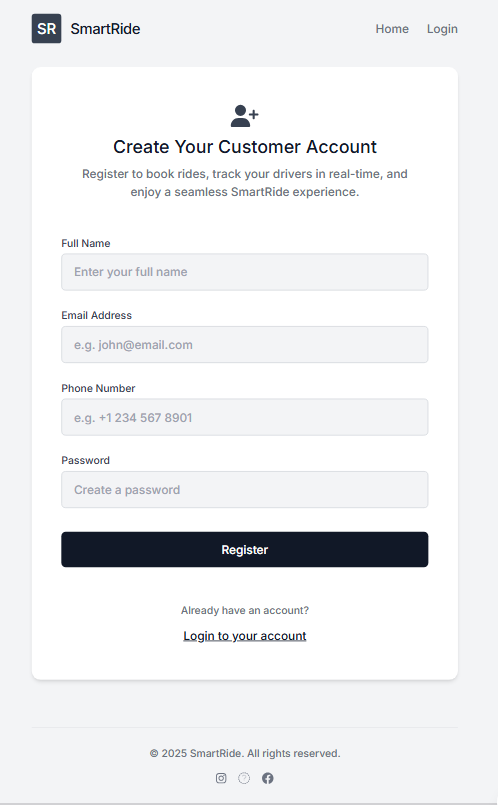 SR SmartRide Home Login
Create Your Customer Account
Register to book rides, track your drivers in real-time, and
enjoy a seamless SmartRide experience.
Full Name
Enter your full name
Email Address
e.g. john@email.com
Phone Number
e.g. +1 234 567 8901
Password
Create a password
Register
Already have an account?
Login to your account
© 2025 SmartRide. All rights reserved.